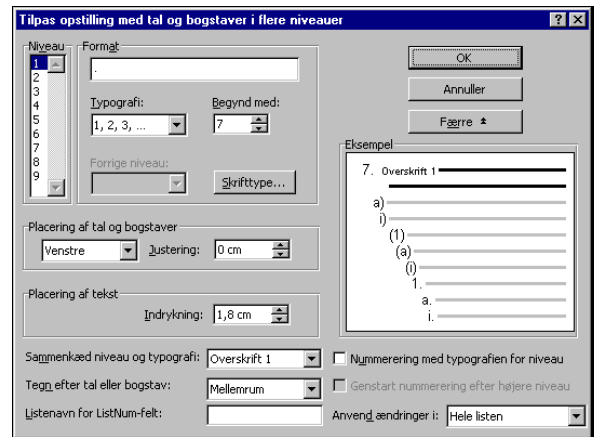 Tilpas opstilling med tal og bogstaver i flere niveauer
Niveau
1
2
3
4
5
6
7
8
9
Format
.
Typografi:
1, 2, 3, ...
Begynd med:
7
Forrige niveau:
Skrifttype...
OK
Annuller
Færre
Eksempel
7. Overskrift 1
a)
i)
(1)
(a)
(i)
1.
a.
i.
Placering af tal og bogstaver
Venstre
Justering:
0 cm
Placering af tekst
Indrykning:
1,8 cm
Sammenkæd niveau og typografi:
Overskrift 1
Tegn efter tal eller bogstav:
Mellemrum
Listenavn for ListNum-felt:
Nummerering med typografien for niveau
Genstart nummerering efter højere niveau
Anvend ændringer i:
Hele listen